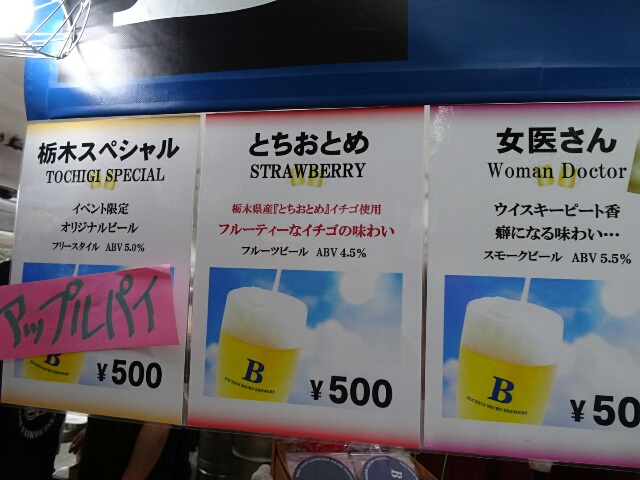 栃木スペシャル
TOCHIGI SPECIAL
イベント限定
オリジナルビール
フリースタイル ABV 5.0%
アップルパイ
¥500
とちおとめ
STRAWBERRY
栃木県産『とちおとめ』イチゴ使用
フルーティーなイチゴの味わい
フルーツビール ABV 4.5%
B
TOCHIGI MICRO BREWERY
¥500
女医さん
Woman Doctor
ウイスキーピート香
癖になる味わい…
スモークビール ABV 5.5%
B
TOCHIGI MICRO BREWERY
¥50
B